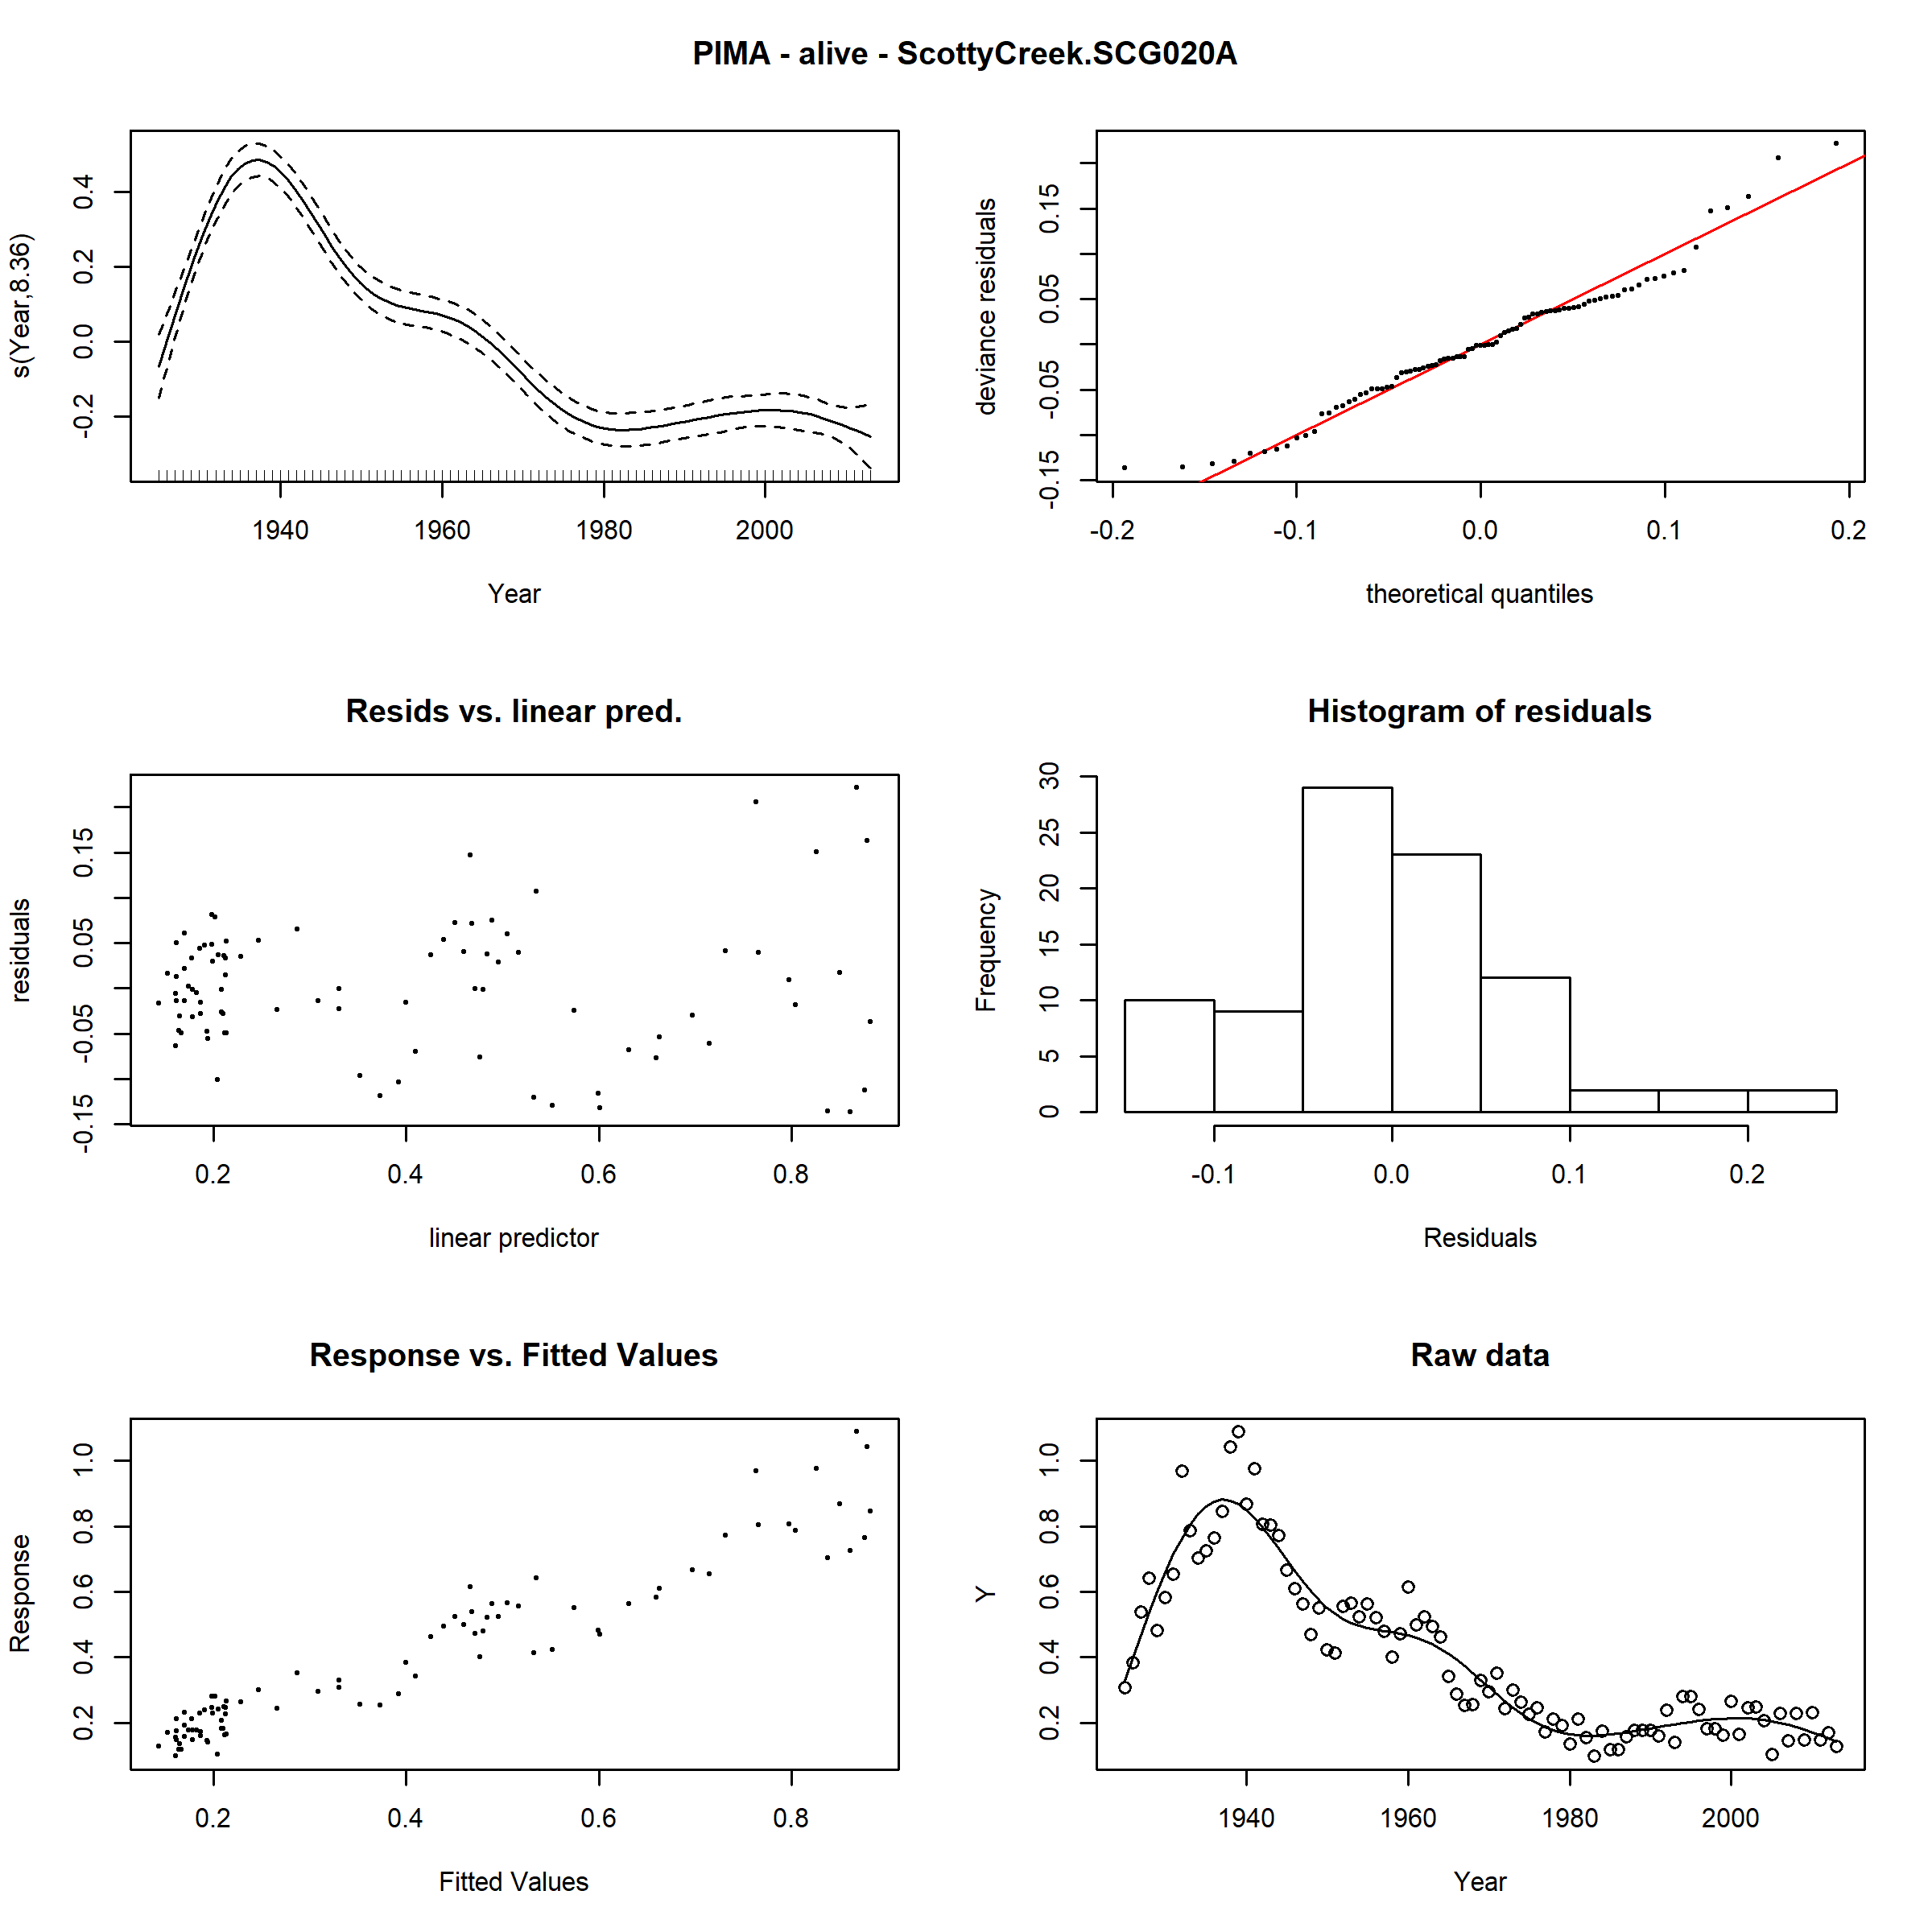 PIMA - alive - ScottyCreek.SCG020A
s(Year,8.36)
-0.2 0.0 0.2 0.4
1940 1960 1980 2000
Year
deviance residuals
-0.15 -0.05 0.05 0.15
-0.2 -0.1 0.0 0.1 0.2
theoretical quantiles
Resids vs. linear pred.
residuals
-0.15 -0.05 0.05 0.15
0.2 0.4 0.6 0.8
linear predictor
Histogram of residuals
Frequency
0 5 10 15 20 25 30
-0.1 0.0 0.1 0.2
Residuals
Response vs. Fitted Values
Response
0.2 0.4 0.6 0.8 1.0
0.2 0.4 0.6 0.8
Fitted Values
Raw data
Y
0.2 0.4 0.6 0.8 1.0
1940 1960 1980 2000
Year